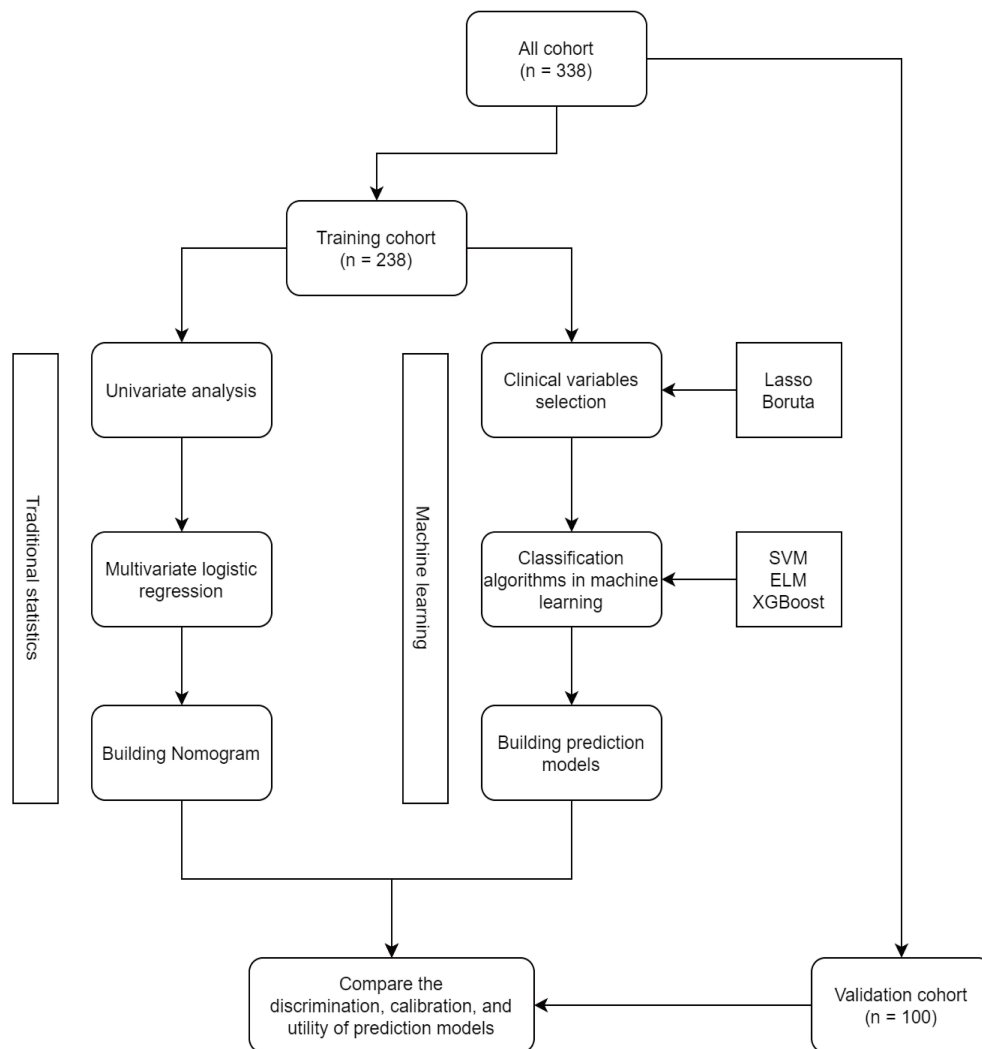 All cohort
(n = 338)
Training cohort
(n = 238)
Traditional statistics
Univariate analysis
Multivariate logistic
regression
Building Nomogram
Machine learning
Clinical variables
selection
Lasso
Boruta
Classification
algorithms in machine
learning
SVM
ELM
XGBoost
Building prediction
models
Compare the
discrimination, calibration, and
utility of prediction models
Validation cohort
(n = 100)